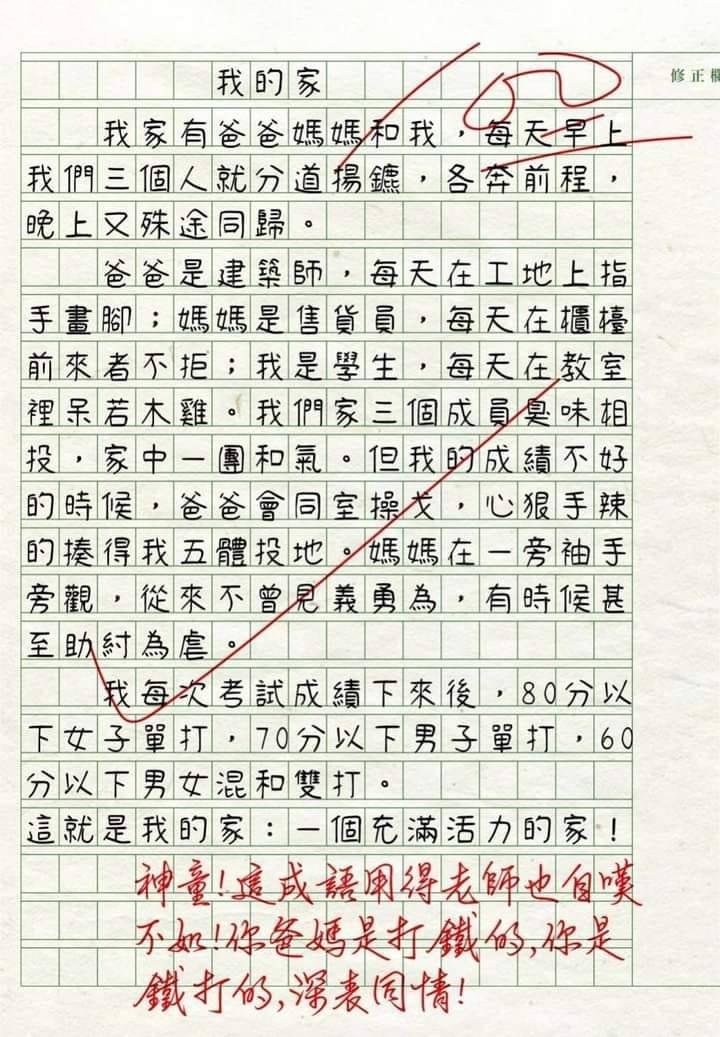 修正欄
我的家
我家有爸爸媽媽和我，每天早上
我們三個人就分道揚鑣，各奔前程，
晚上又殊途同歸。
爸爸是建築師，每天在工地上指
手畫腳；媽媽是售貨員，每天在櫃檯
前來者不拒；我是學生，每天在教室
裡呆若木雞。我們家三個成員臭味相
投，家中一團和氣。但我的成績不好
的時候，爸爸會同室操戈，心狠手辣
的揍得我五體投地。媽媽在一旁袖手
旁觀，從來不曾見義勇為，有時候甚
至助紂為虐。
我每次考試成績下來後，80分以
下女子單打，70分以下男子單打，60
分以下男女混和雙打。
這就是我的家：一個充滿活力的家！
神童！這成語用得老師也自嘆
不如！你爸媽是打鐵的，你是
鐵打的，深表同情！